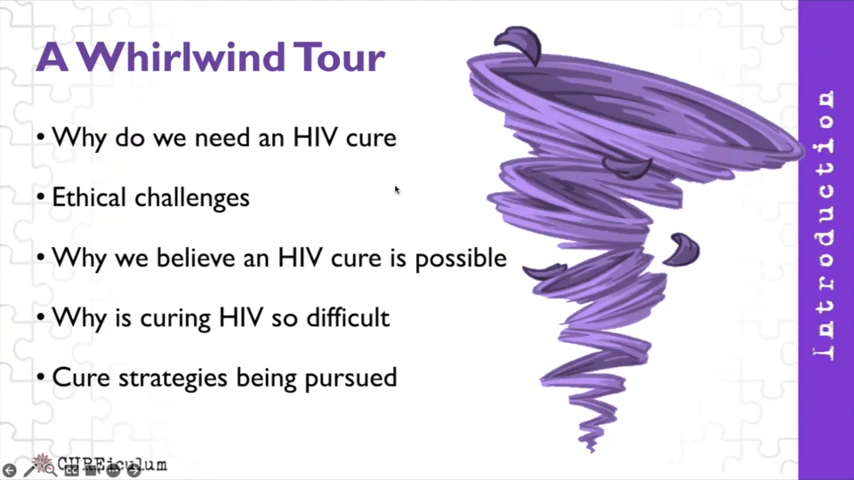 A Whirlwind Tour
• Why do we need an HIV cure
• Ethical challenges
• Why we believe an HIV cure is possible
• Why is curing HIV so difficult
• Cure strategies being pursued
Introduction
CUREiculum